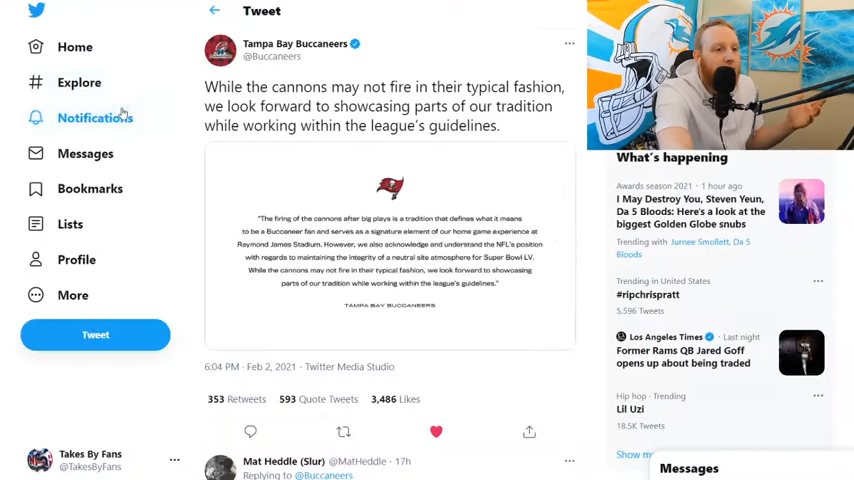 Tweet
Home
Explore
Notifications
Messages
Bookmarks
Lists
Profile
More
Tweet
Takes By Fans
@TakesByFans
Tampa Bay Buccaneers
@Buccaneers
While the cannons may not fire in their typical fashion,
we look forward to showcasing parts of our tradition
while working within the league's guidelines.
"The firing of the cannons after big plays is a tradition that defines what it means
to be a Buccaneer fan and serves as a signature element of our home game experience at
Raymond James Stadium. However, we also acknowledge and understand the NFL's position
with regards to maintaining the integrity of a neutral site atmosphere for Super Bowl LV.
While the cannons may not fire in their typical fashion, we look forward to showcasing
parts of our tradition while working within the league's guidelines."
TAMPA BAY BUCCANEERS
6:04 PM · Feb 2, 2021 · Twitter Media Studio
353 Retweets 593 Quote Tweets 3,486 Likes
Mat Heddle (Slur) @MatHeddle · 17h
Replying to @Buccaneers
What's happening
Awards season 2021 · 1 hour ago
I May Destroy You, Steven Yeun,
Da 5 Bloods: Here's a look at the
biggest Golden Globe snubs
Trending with Jurnee Smollett, Da 5
Bloods
Trending in United States
#ripchrispratt
5,596 Tweets
Los Angeles Times · Last night
Former Rams QB Jared Goff
opens up about being traded
Hip hop · Trending
Lil Uzi
18.5K Tweets
Show
Messages